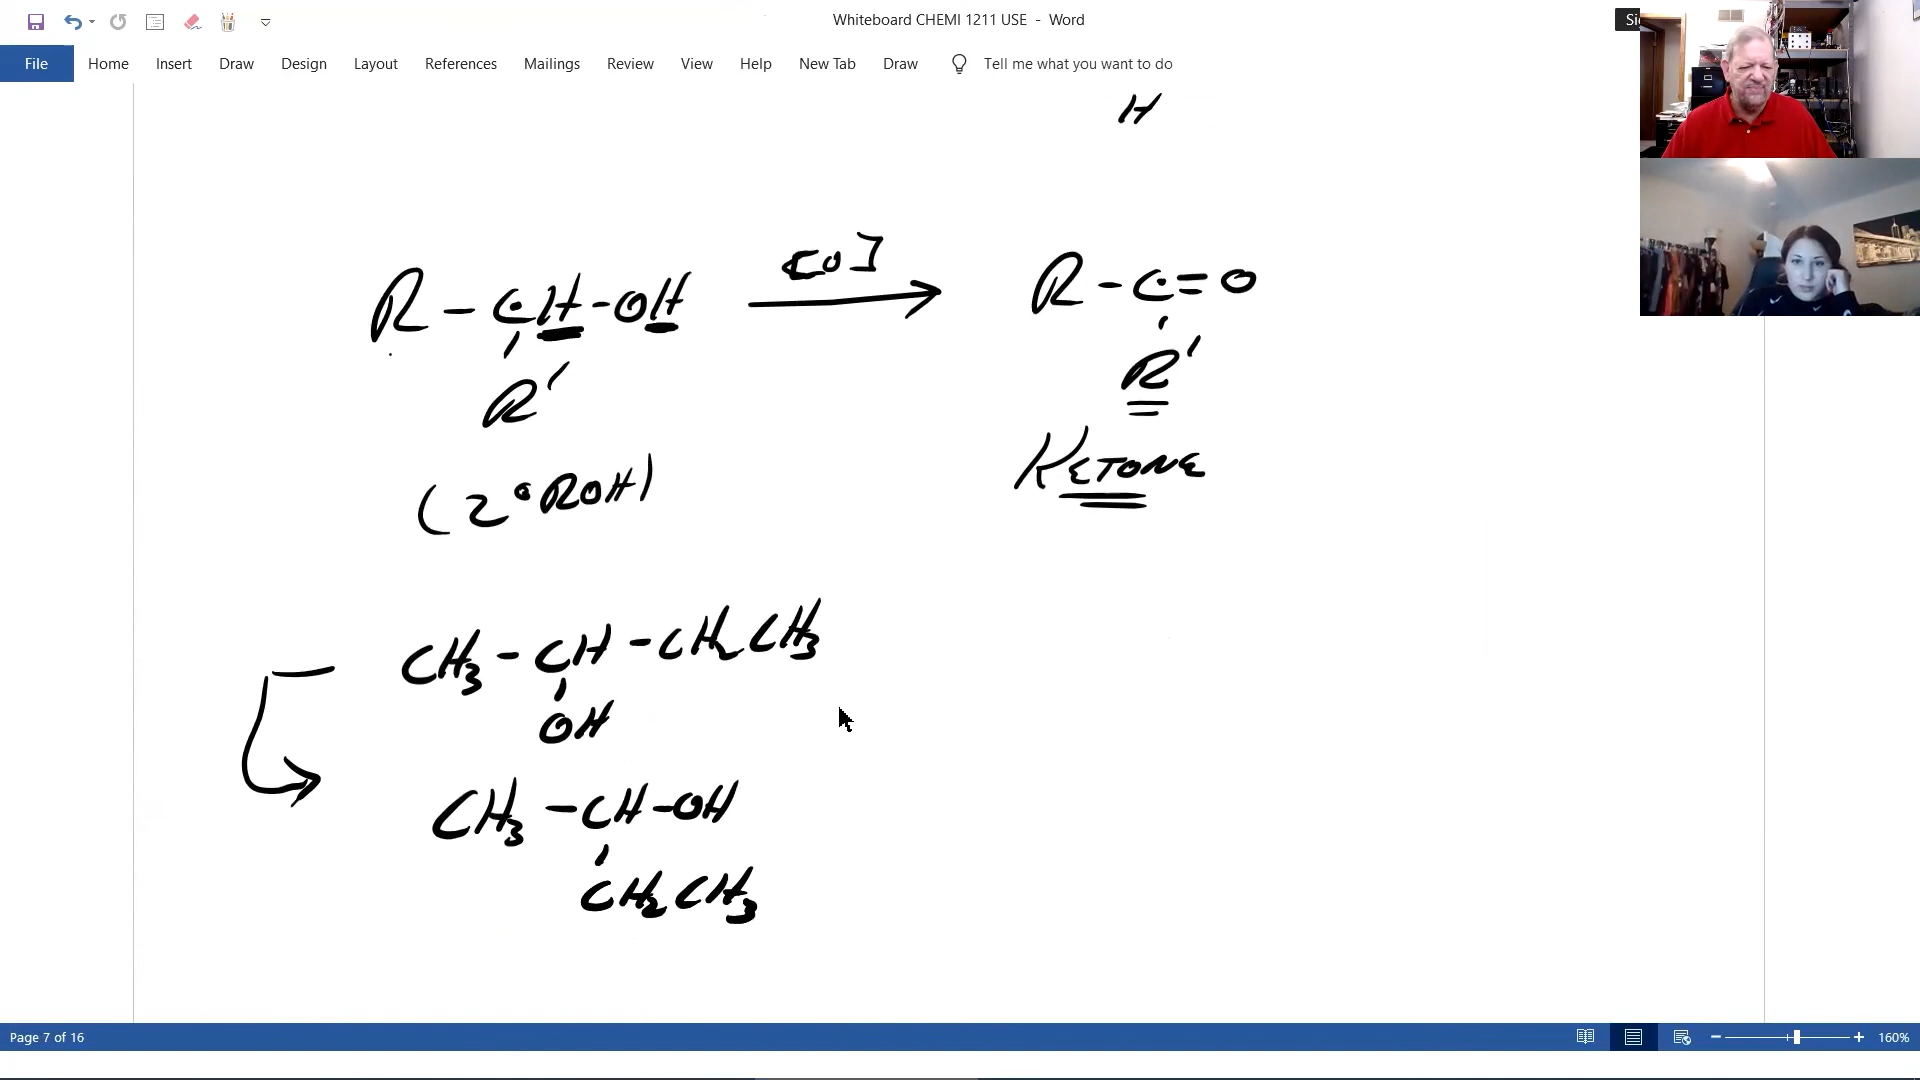 Whiteboard CHEMI 1211 USE - Word
File Home Insert Draw Design Layout References Mailings Review View Help New Tab Draw Tell me what you want to do
H
R-CH-OH [O] R-C=O
R' R'
(2° ROH) KETONE
CH3-CH-CH2CH3
OH
CH3-CH-OH
CH2CH3
Page 7 of 16 160%